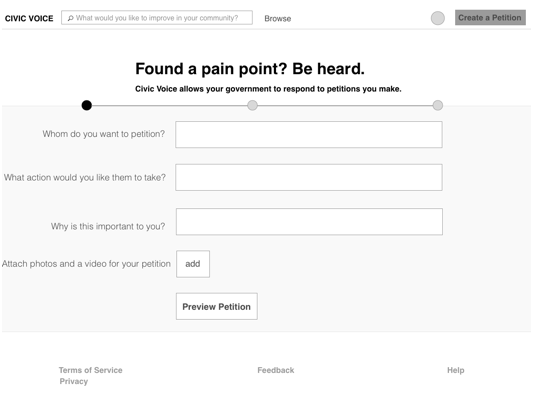 CIVIC VOICE
What would you like to improve in your community?
Browse
Create a Petition
Found a pain point? Be heard.
Civic Voice allows your government to respond to petitions you make.
Whom do you want to petition?
What action would you like them to take?
Why is this important to you?
Attach photos and a video for your petition
add
Preview Petition
Terms of Service
Privacy
Feedback
Help